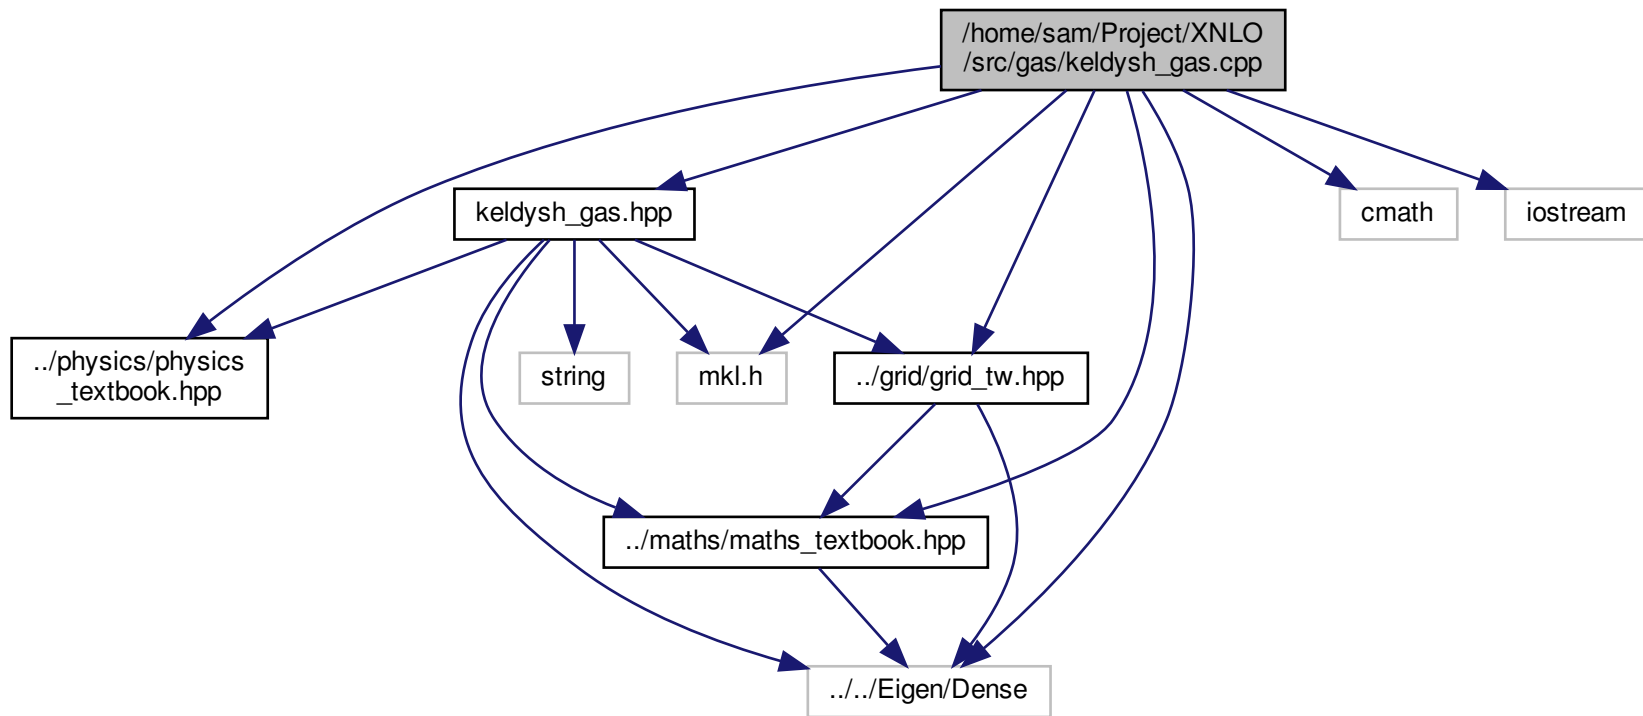 /home/sam/Project/XNLO
/src/gas/keldysh_gas.cpp
keldysh_gas.hpp
cmath
iostream
../physics/physics
_textbook.hpp
string
mkl.h
../grid/grid_tw.hpp
../maths/maths_textbook.hpp
../../Eigen/Dense